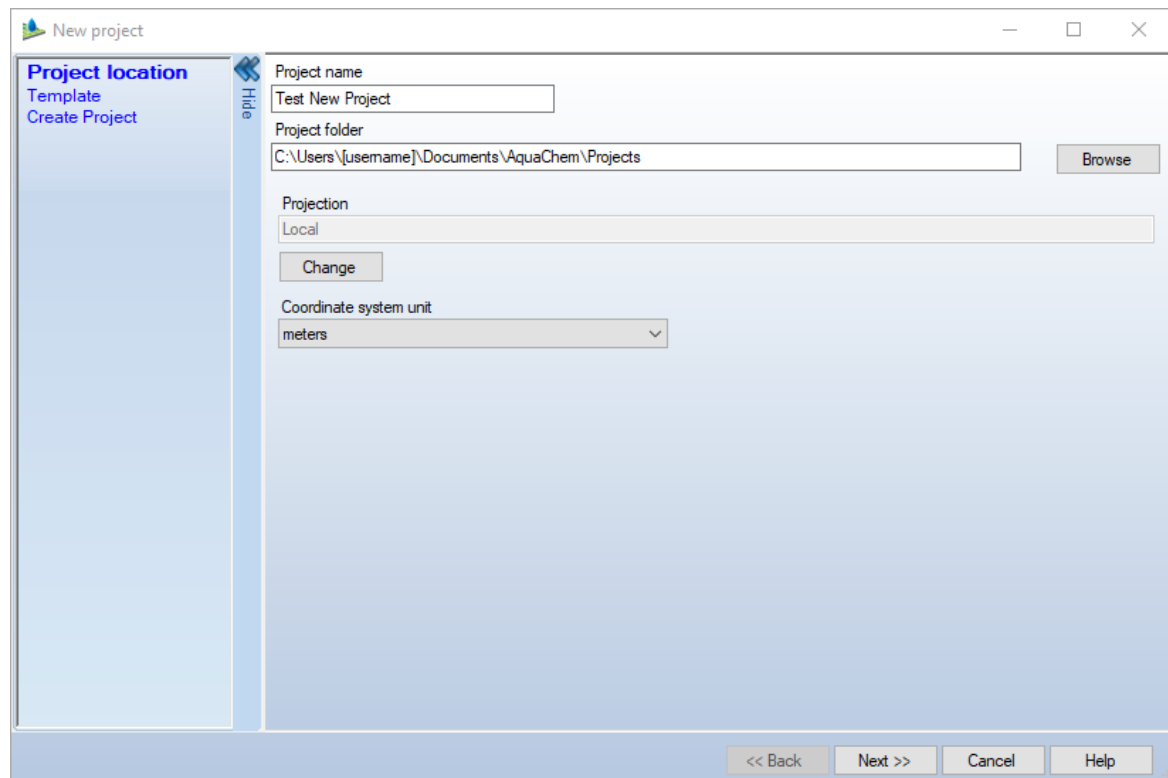 New project
Project location
Template
Create Project
Hide
Project name
Test New Project
Project folder
C:\Users\[username]\Documents\AquaChem\Projects
Browse
Projection
Local
Change
Coordinate system unit
meters
<< Back
Next >>
Cancel
Help